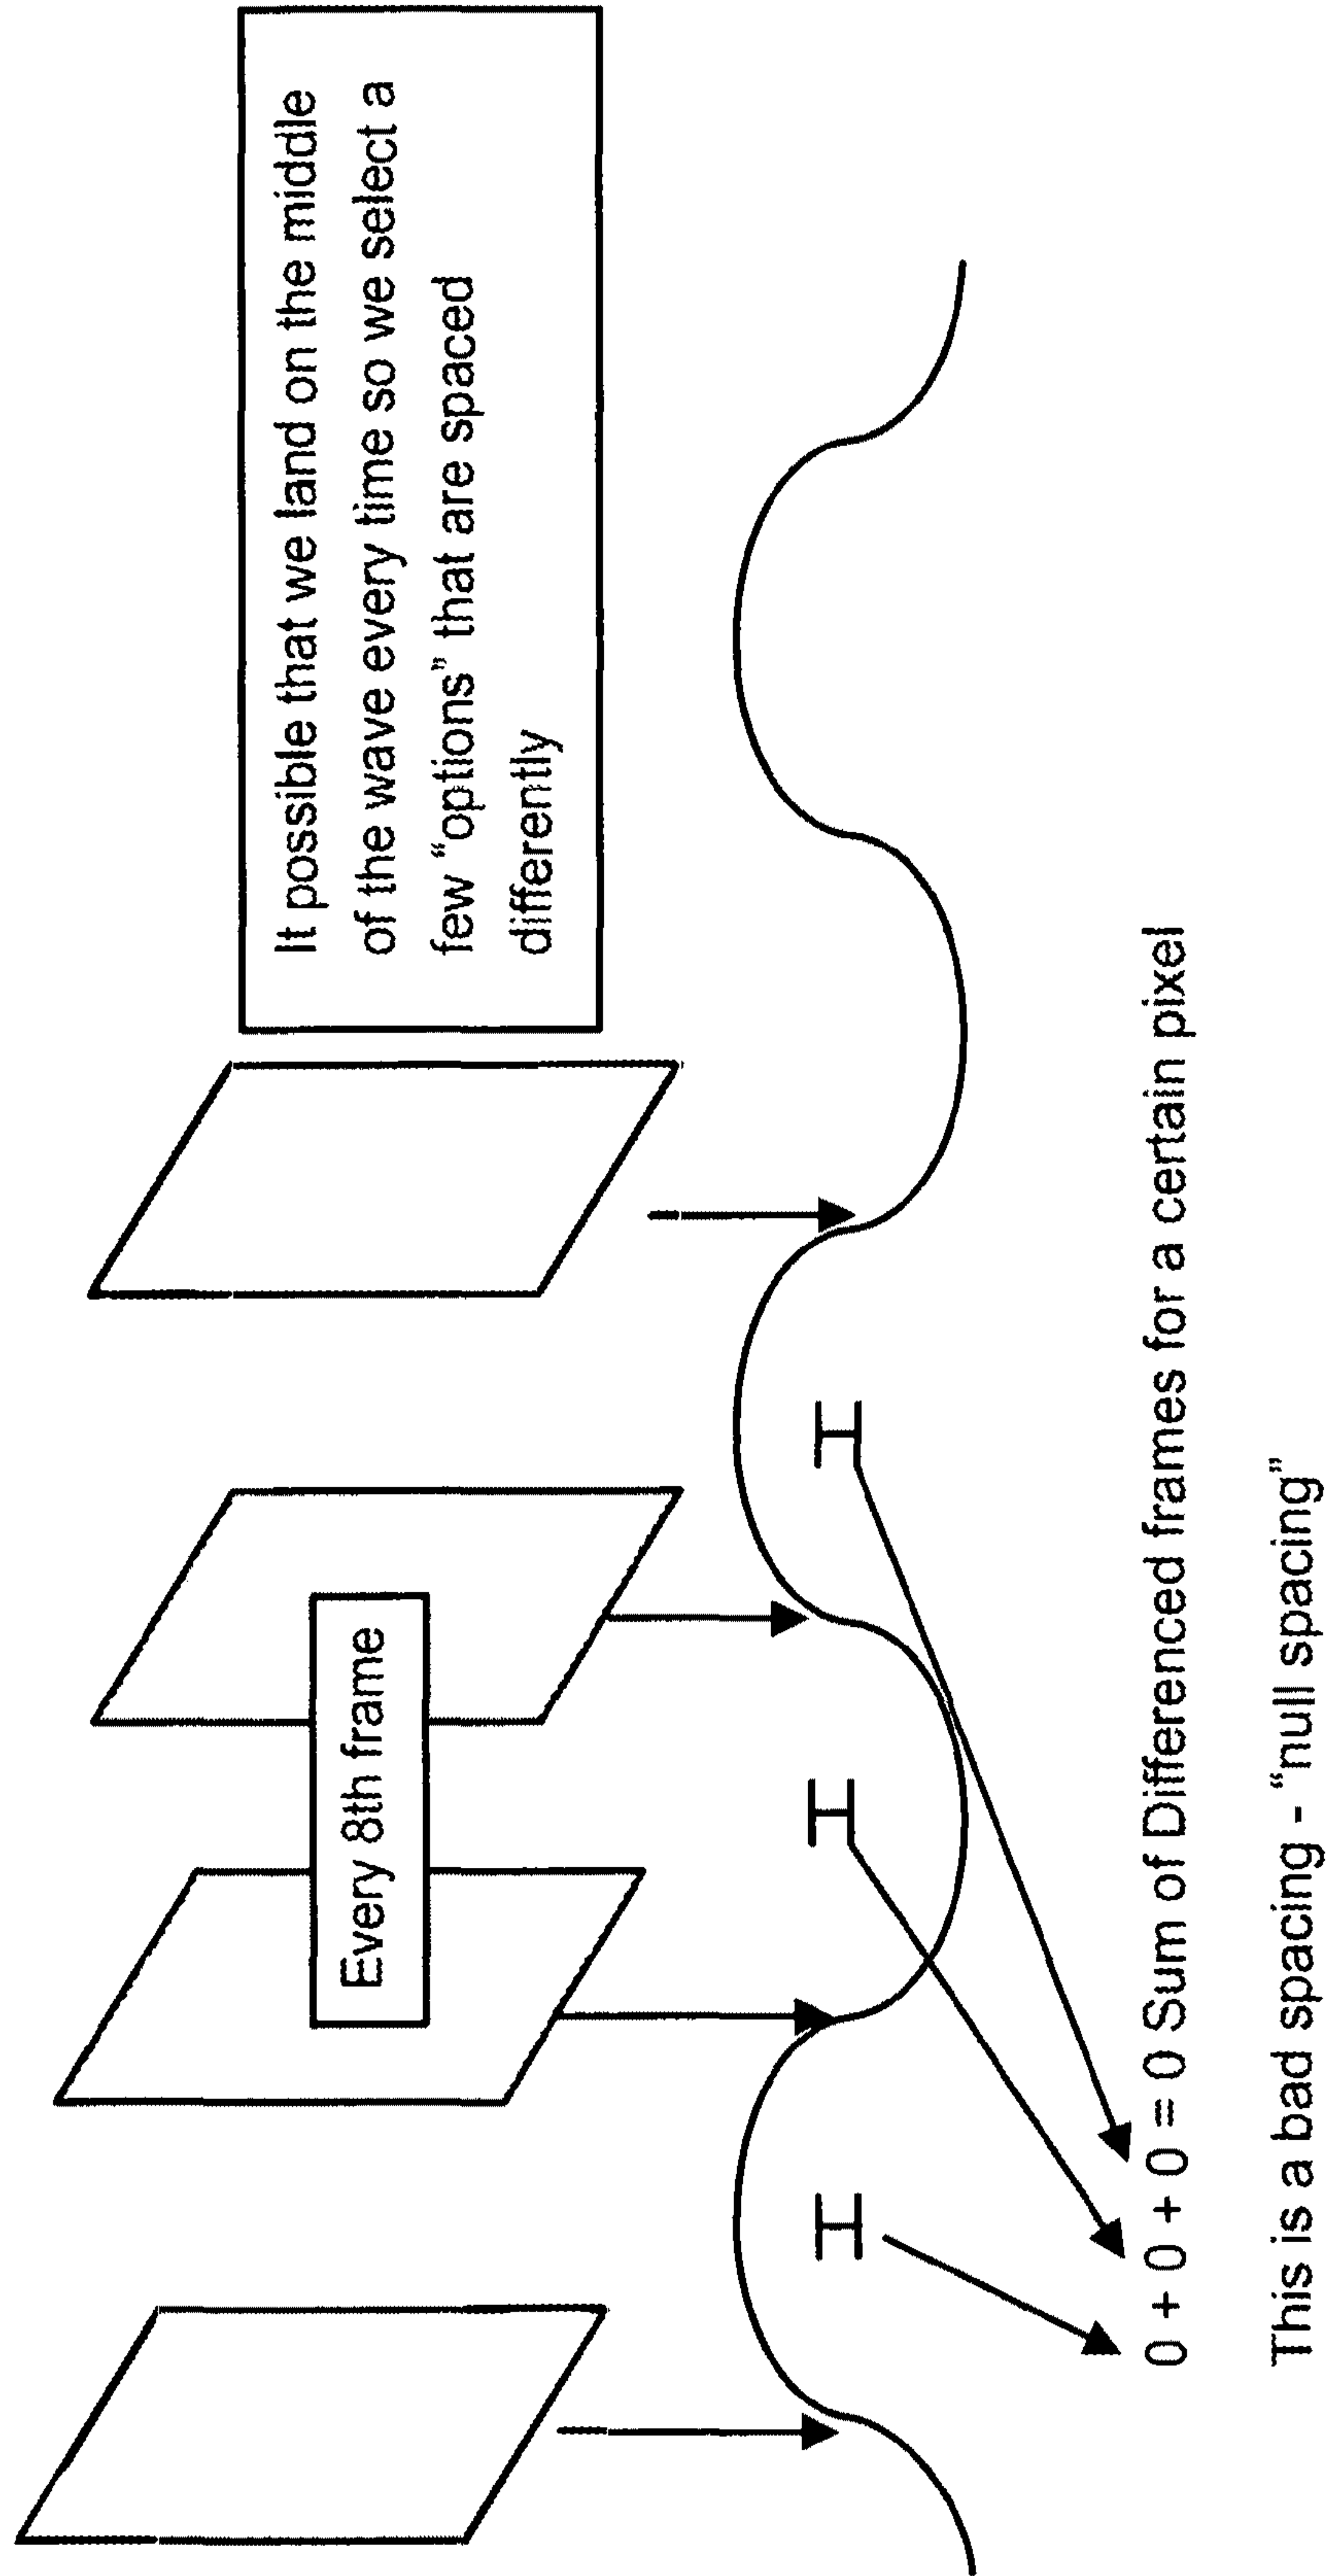 It possible that we land on the middle
of the wave every time so we select a
few “options” that are spaced
differently
Every 8th frame
H
H
H
0 + 0 + 0 = 0 Sum of Differenced frames for a certain pixel
This is a bad spacing - “null spacing”